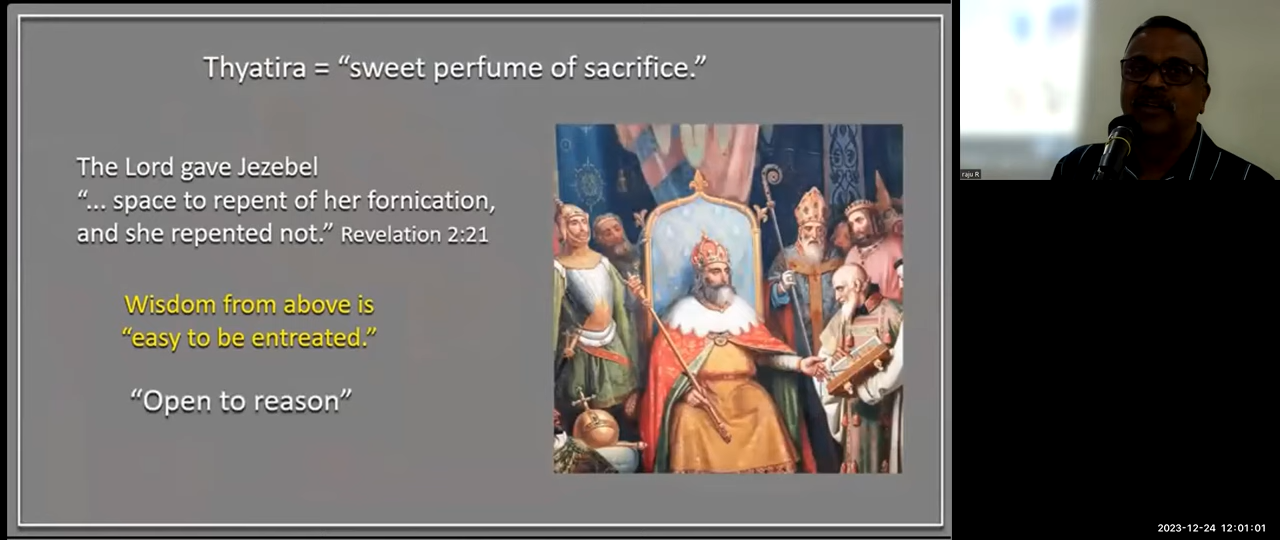 Thyatira = “sweet perfume of sacrifice.”
The Lord gave Jezebel
“... space to repent of her fornication,
and she repented not.” Revelation 2:21
Wisdom from above is
“easy to be entreated.”
“Open to reason”
raju R
2023-12-24 12:01:01